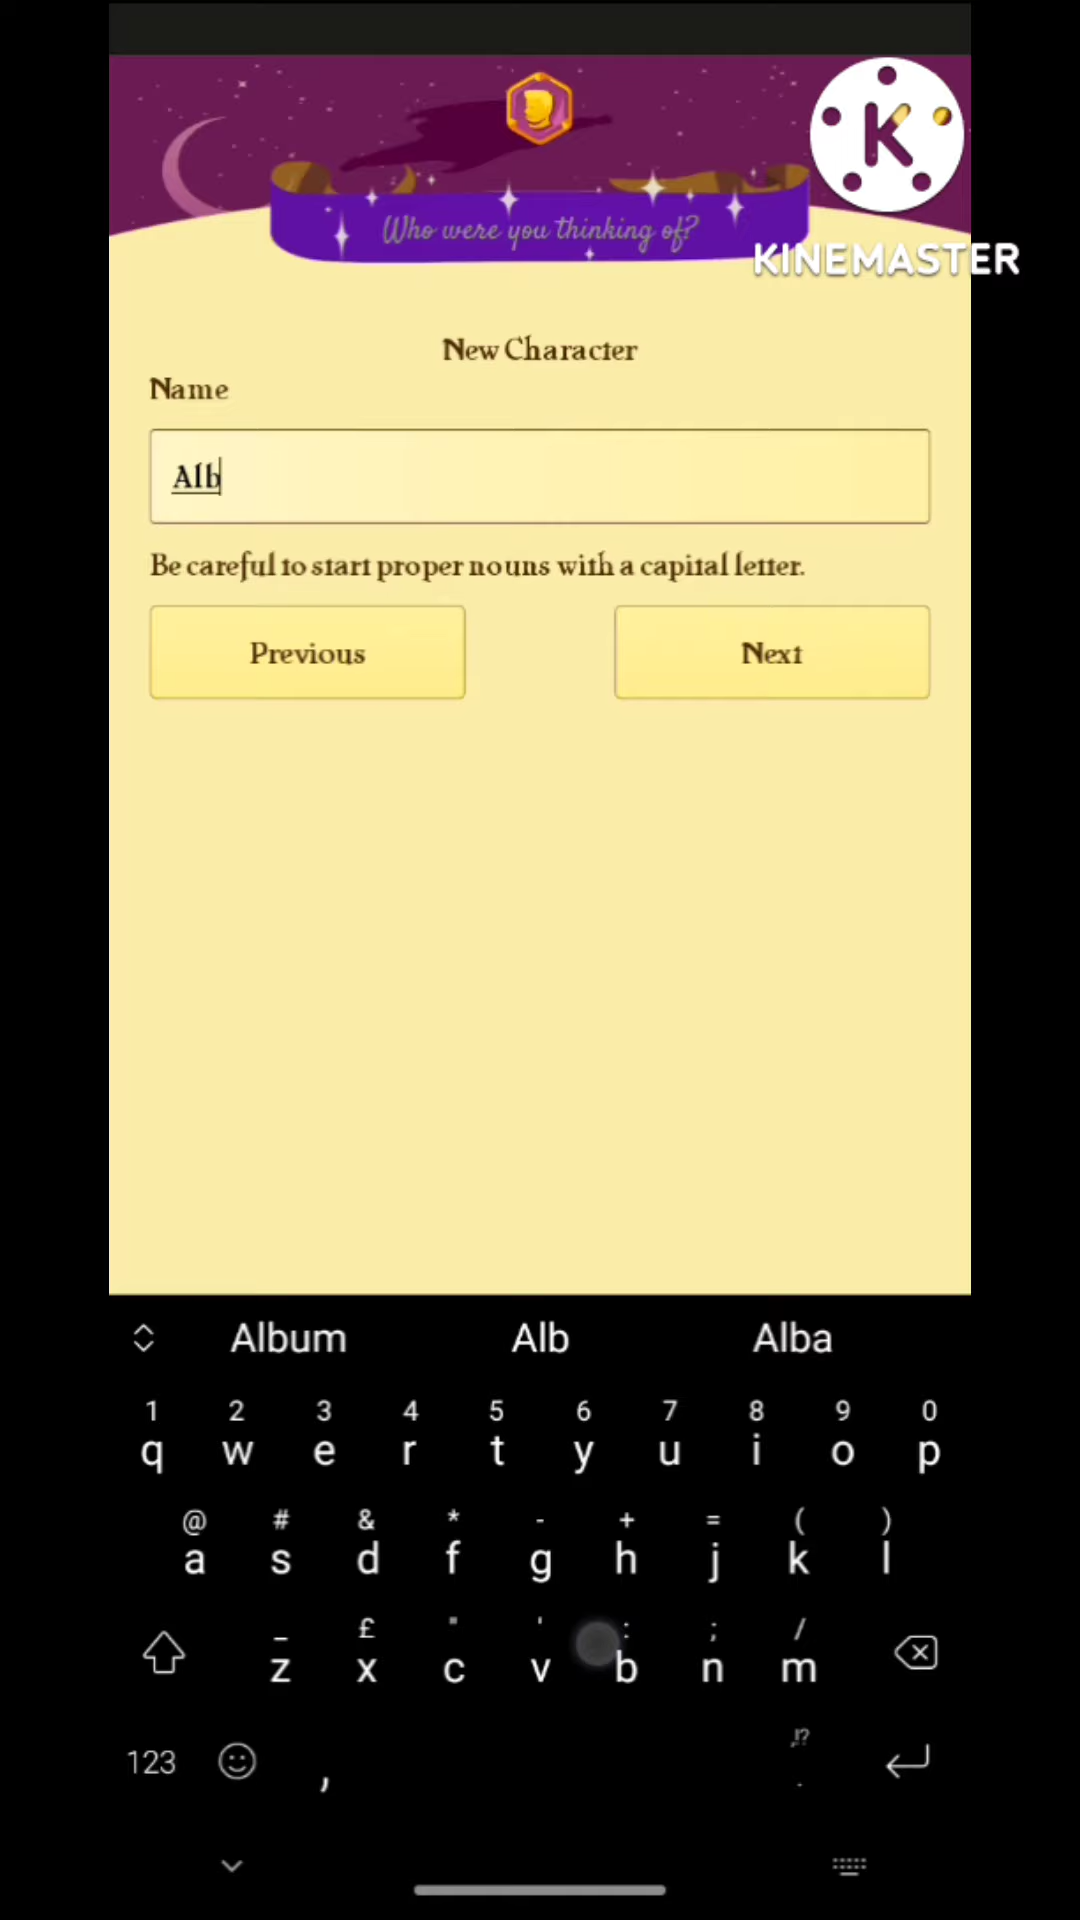 K
KINEMASTER
Who were you thinking of?
New Character
Name
Alb
Be careful to start proper nouns with a capital letter.
Previous Next
Album Alb Alba
1 2 3 4 5 6 7 8 9 0
q w e r t y u i o p
@ # & * - + = ( )
a s d f g h j k l
_ £ " ' : ; /
z x c v b n m
123 , ,!? .